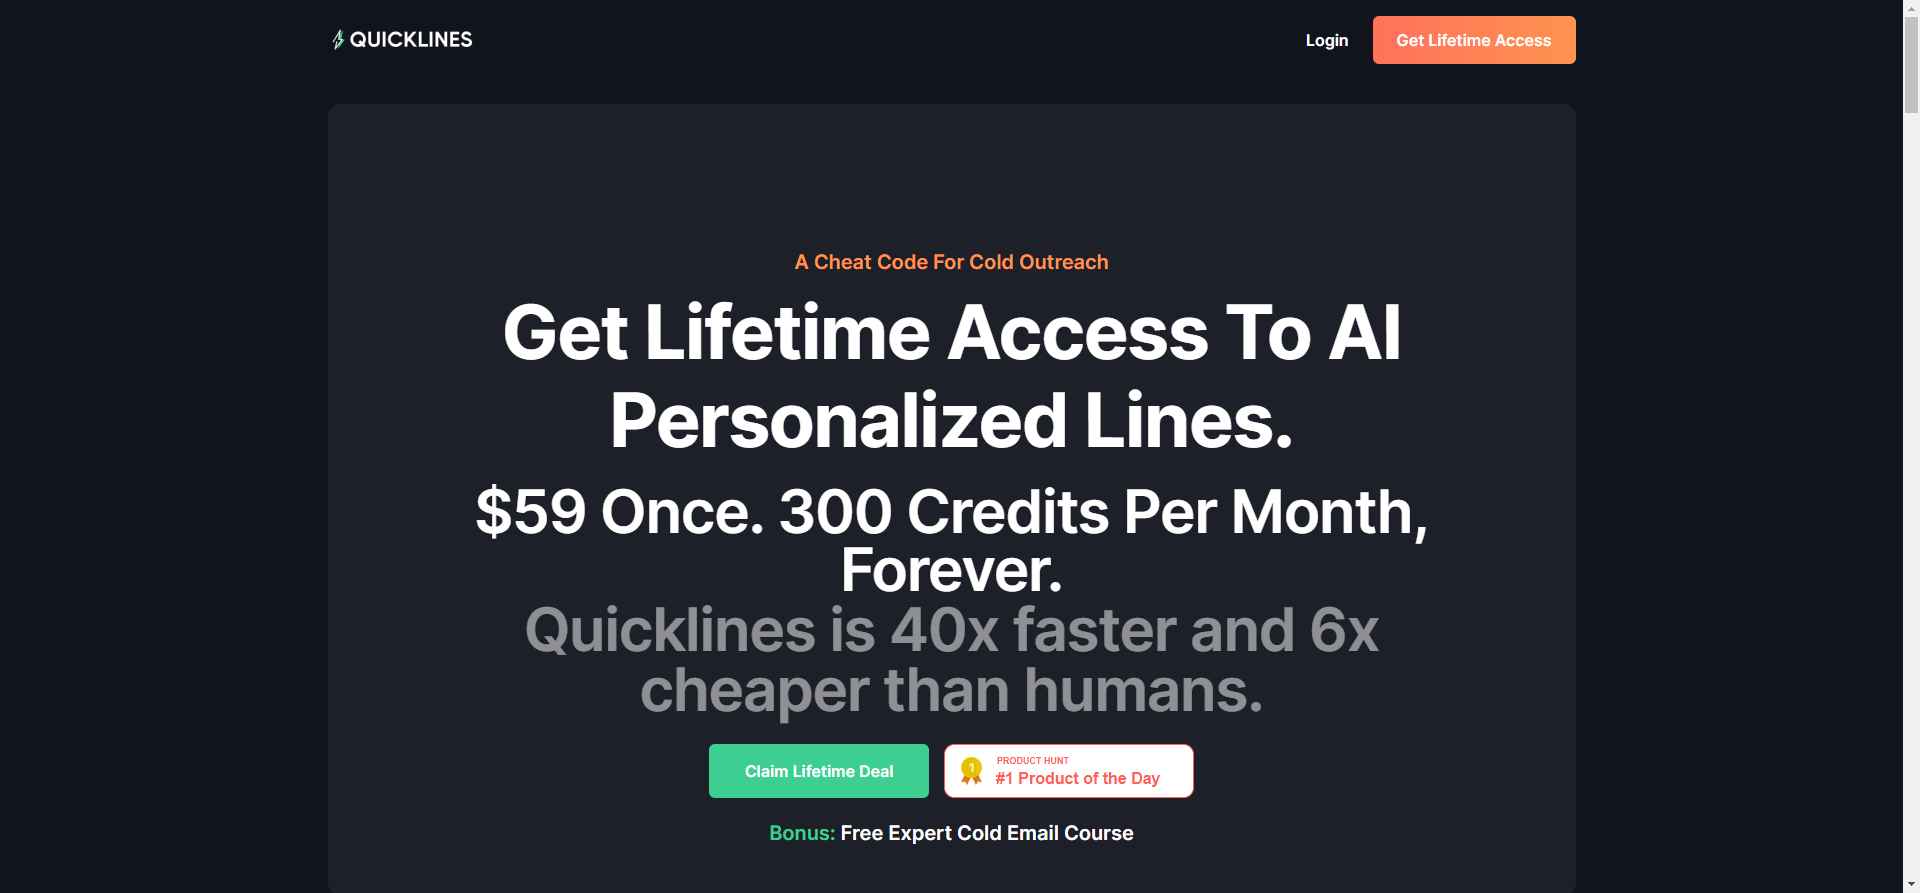 QUICKLINES
Login
Get Lifetime Access
A Cheat Code For Cold Outreach
Get Lifetime Access To AI
Personalized Lines.
$59 Once. 300 Credits Per Month,
Forever.
Quicklines is 40x faster and 6x
cheaper than humans.
Claim Lifetime Deal
1
PRODUCT HUNT
#1 Product of the Day
Bonus: Free Expert Cold Email Course